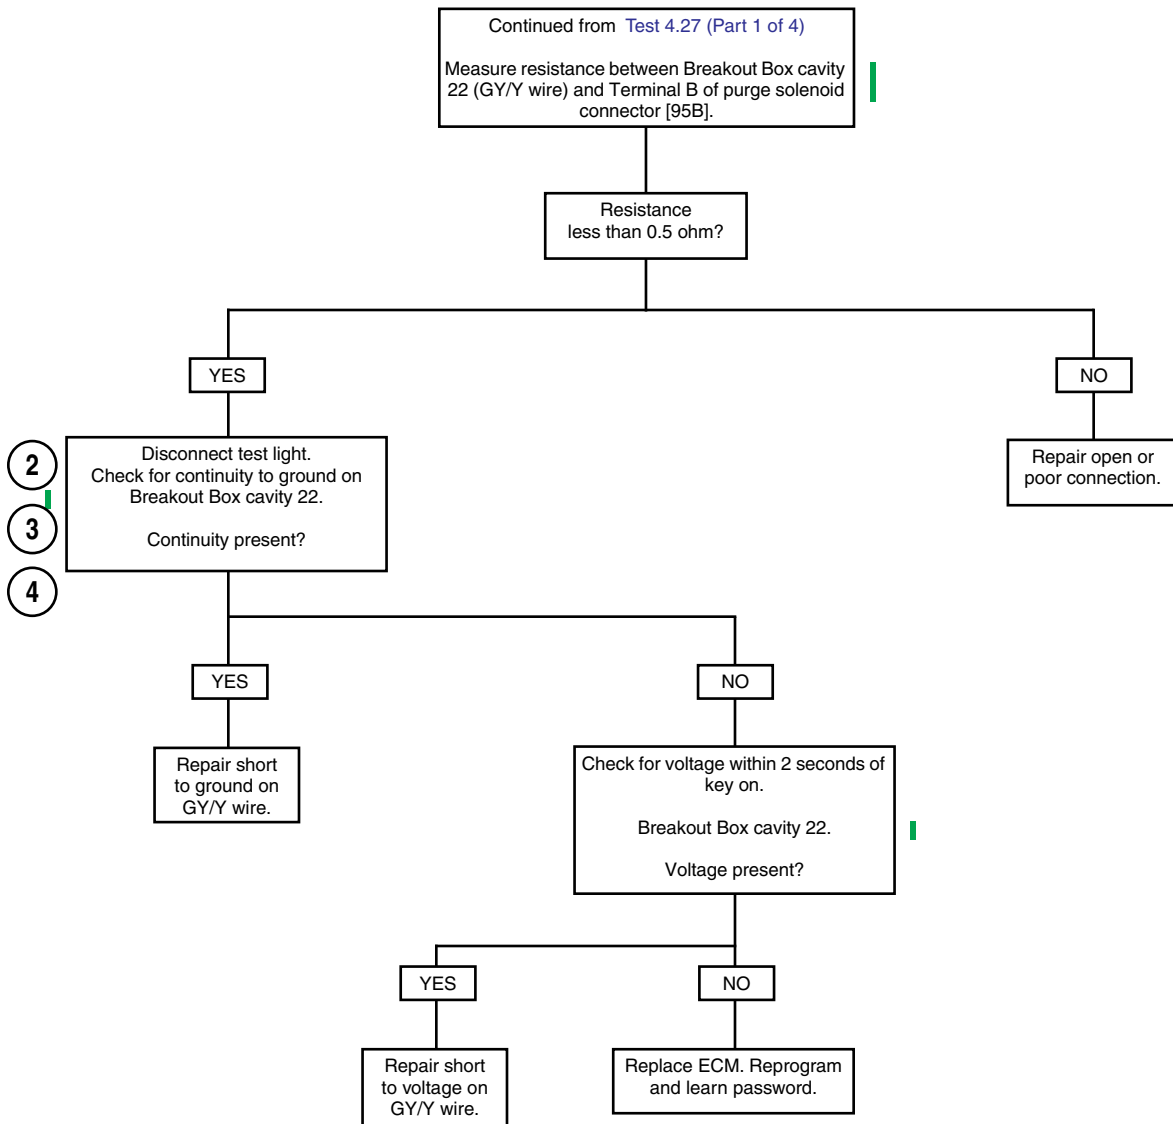 Continued from Test 4.27 (Part 1 of 4)
Measure resistance between Breakout Box cavity
22 (GY/Y wire) and Terminal B of purge solenoid
connector [95B].
Resistance
less than 0.5 ohm?
YES
NO
2
3
4
Disconnect test light.
Check for continuity to ground on
Breakout Box cavity 22.
Continuity present?
Repair open or
poor connection.
YES
NO
Repair short
to ground on
GY/Y wire.
Check for voltage within 2 seconds of
key on.
Breakout Box cavity 22.
Voltage present?
YES
NO
Repair short
to voltage on
GY/Y wire.
Replace ECM. Reprogram
and learn password.